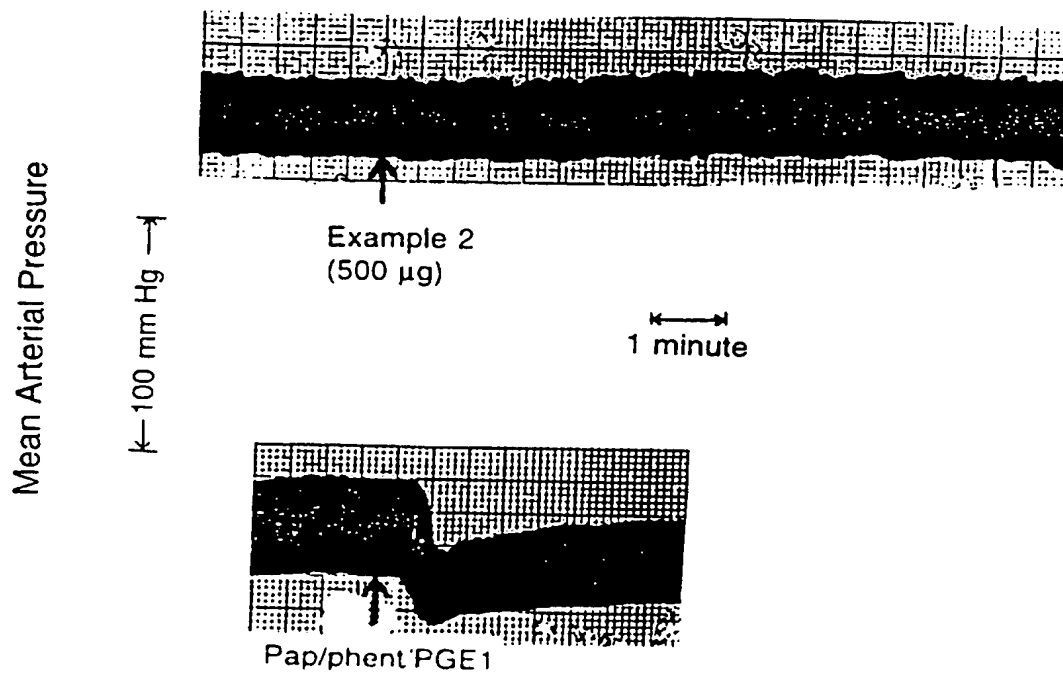 Mean Arterial Pressure
100 mm Hg
Example 2
(500 µg)
1 minute
Pap/phent'PGE1